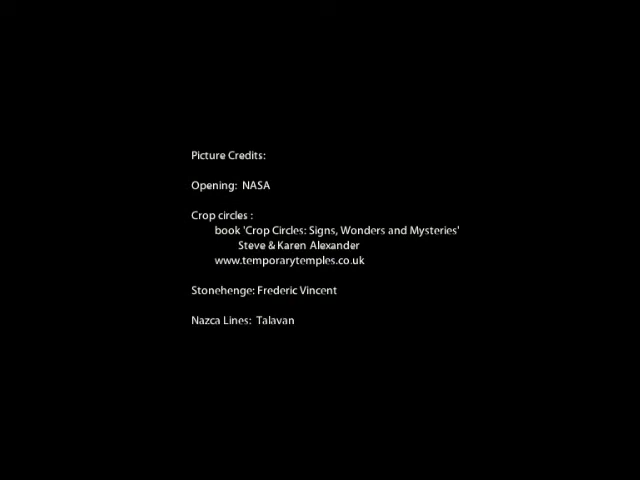 Picture Credits:
Opening: NASA
Crop circles :
book 'Crop Circles: Signs, Wonders and Mysteries'
Steve & Karen Alexander
www.temporarytemples.co.uk
Stonehenge: Frederic Vincent
Nazca Lines: Talavan